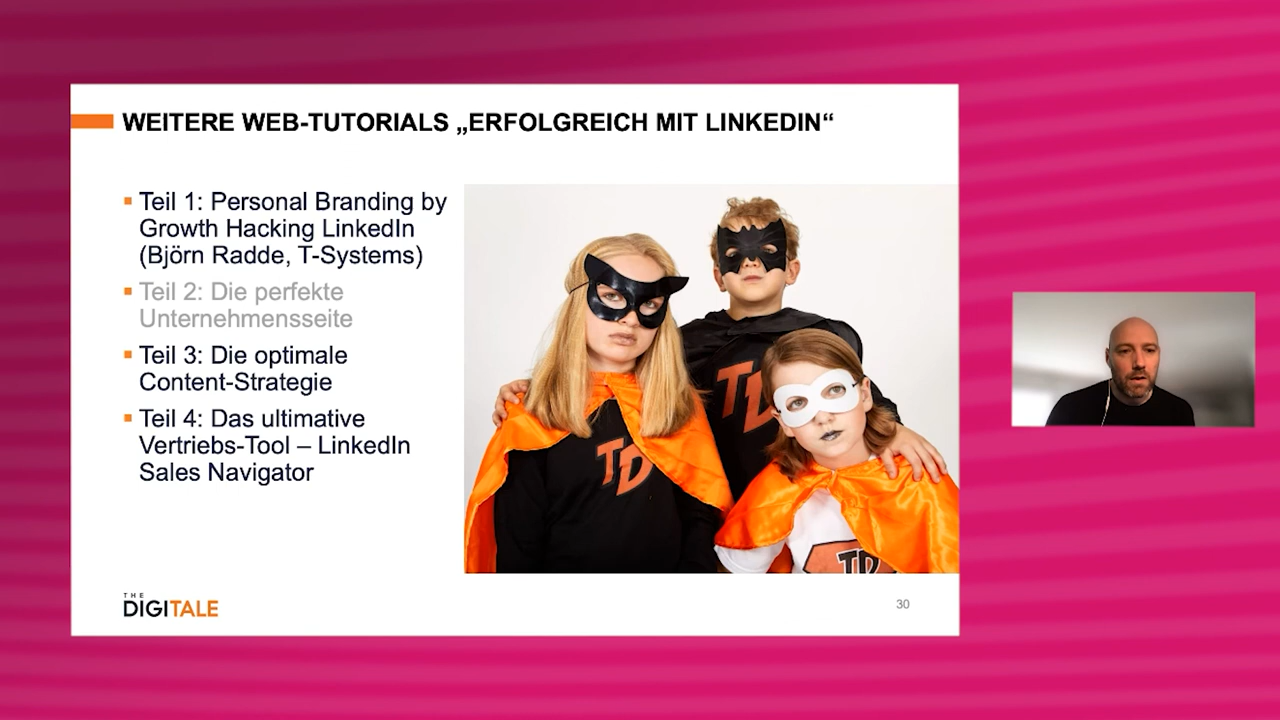 WEITERE WEB-TUTORIALS „ERFOLGREICH MIT LINKEDIN“
Teil 1: Personal Branding by
Growth Hacking LinkedIn
(Björn Radde, T-Systems)
Teil 2: Die perfekte
Unternehmensseite
Teil 3: Die optimale
Content-Strategie
Teil 4: Das ultimative
Vertriebs-Tool – LinkedIn
Sales Navigator
TD
TD
TD
THE
DIGITALE
30